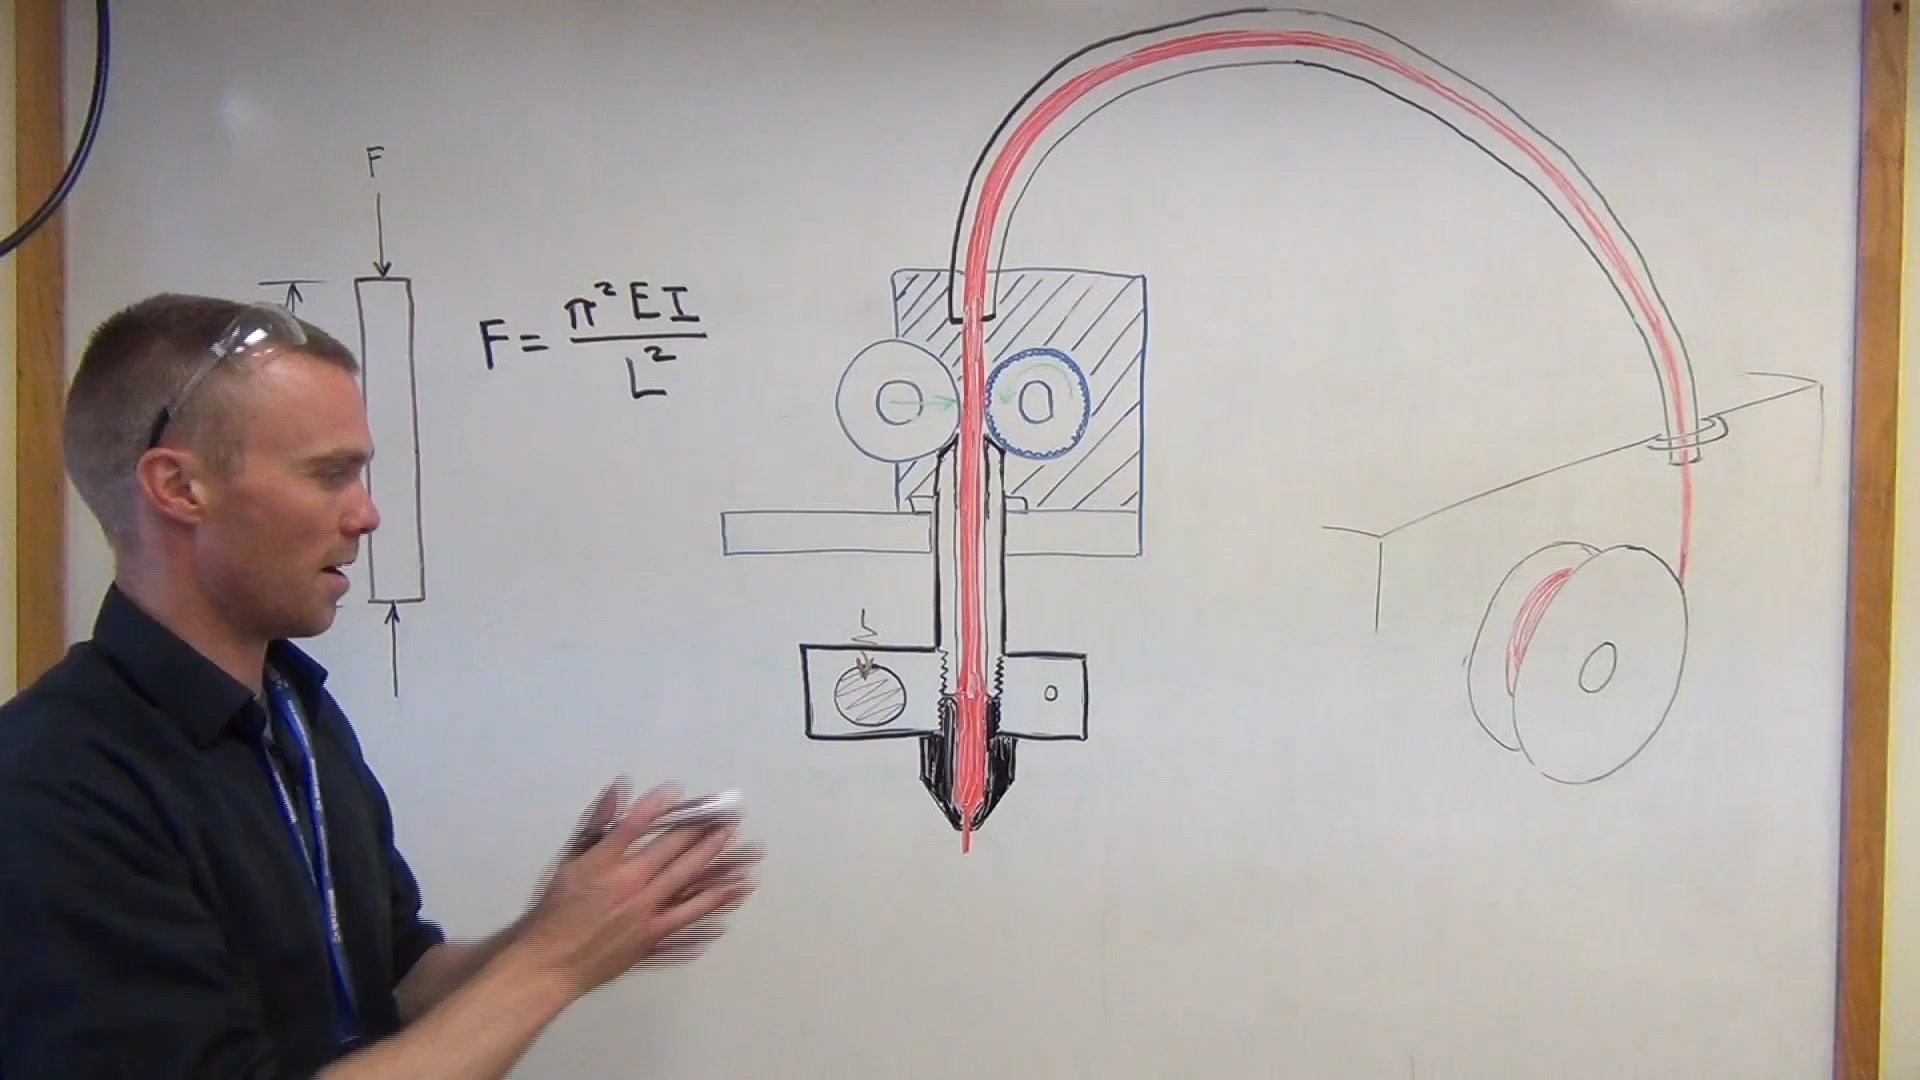 F
F = π² E I / L²